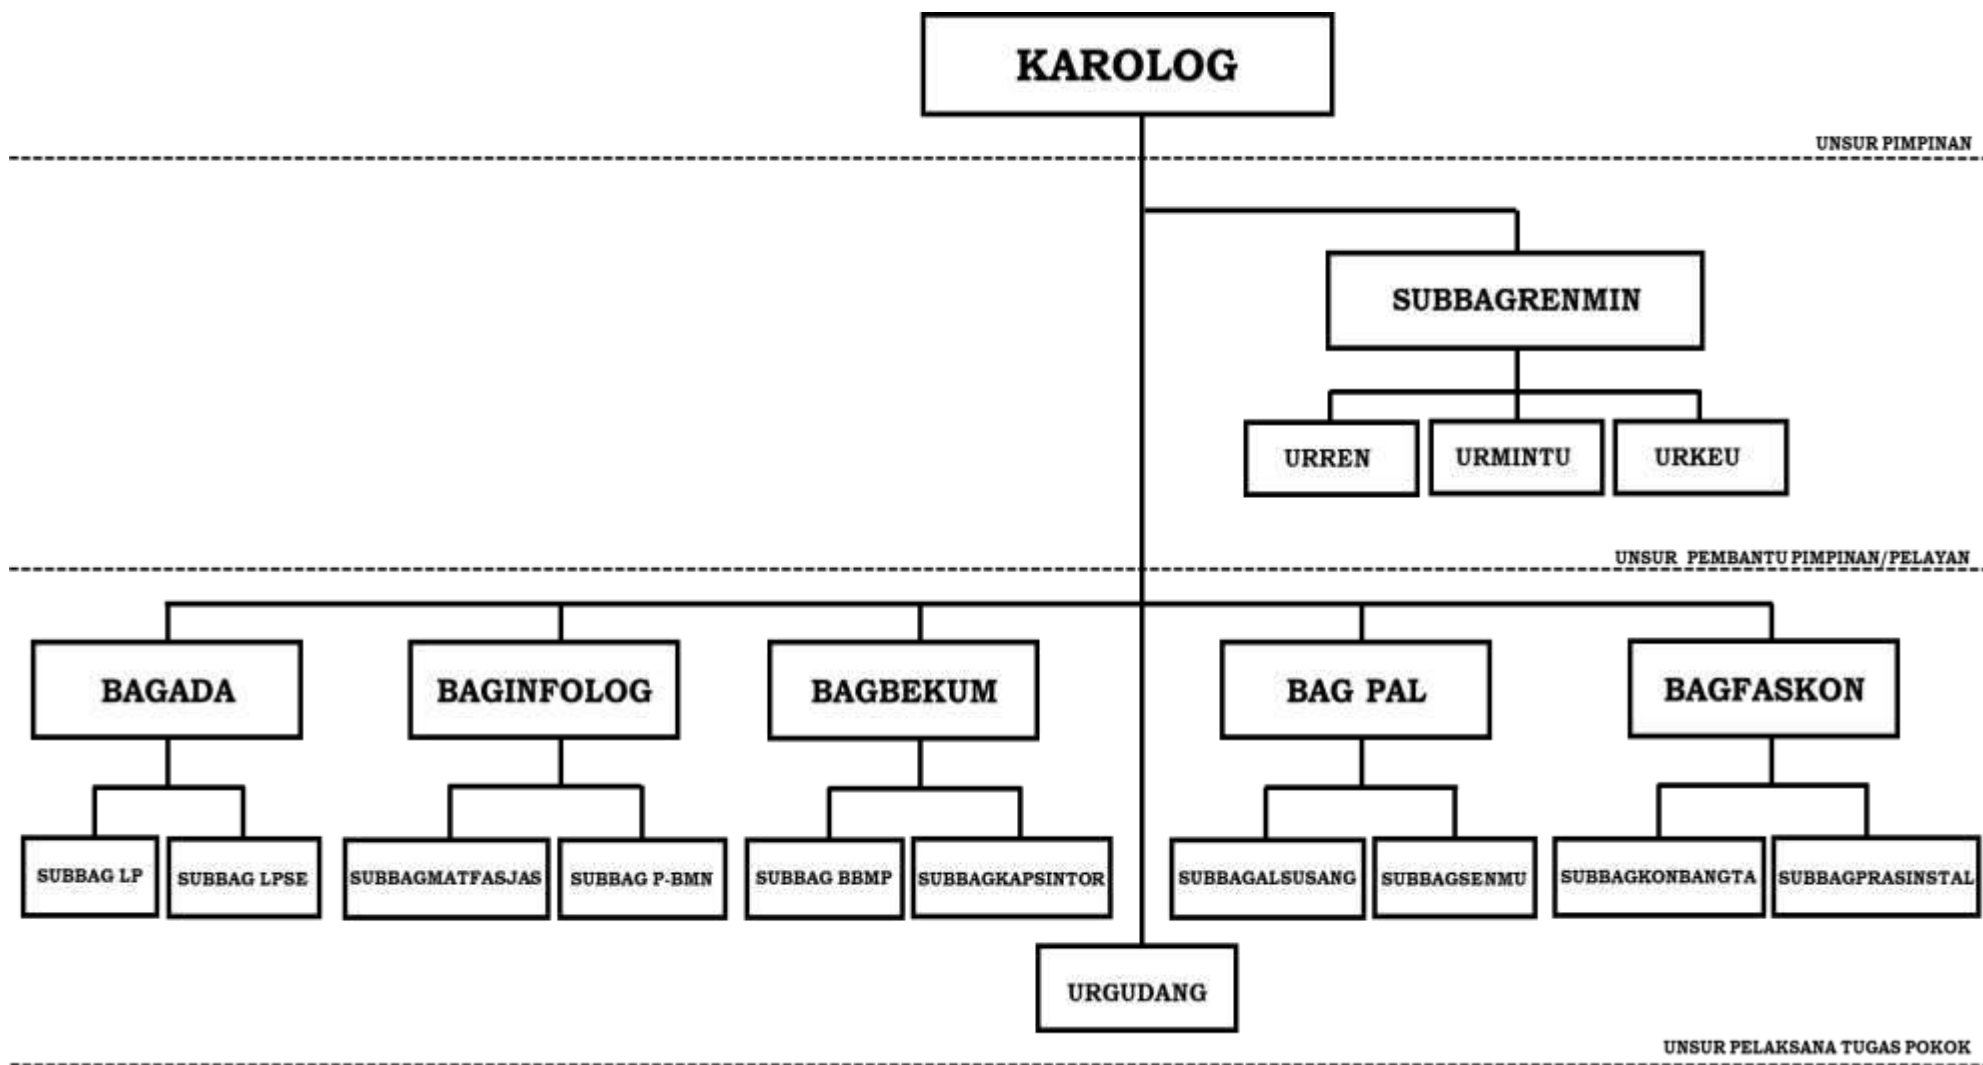 KAROLOG
UNSUR PIMPINAN
SUBBAGRENMIN
URREN
URMINTU
URKEU
UNSUR PEMBANTU PIMPINAN/PELAYAN
BAGADA
BAGINFOLOG
BAGBEKUM
BAG PAL
BAGFASKON
SUBBAG LP
SUBBAG LPSE
SUBBAGMATFASJAS
SUBBAG P-BMN
SUBBAG BBMP
SUBBAGKAPSINTOR
SUBBAGALSUSANG
SUBBAGSENMU
SUBBAGKONBANGTA
SUBBAGPRASINSTAL
URGUDANG
UNSUR PELAKSANA TUGAS POKOK